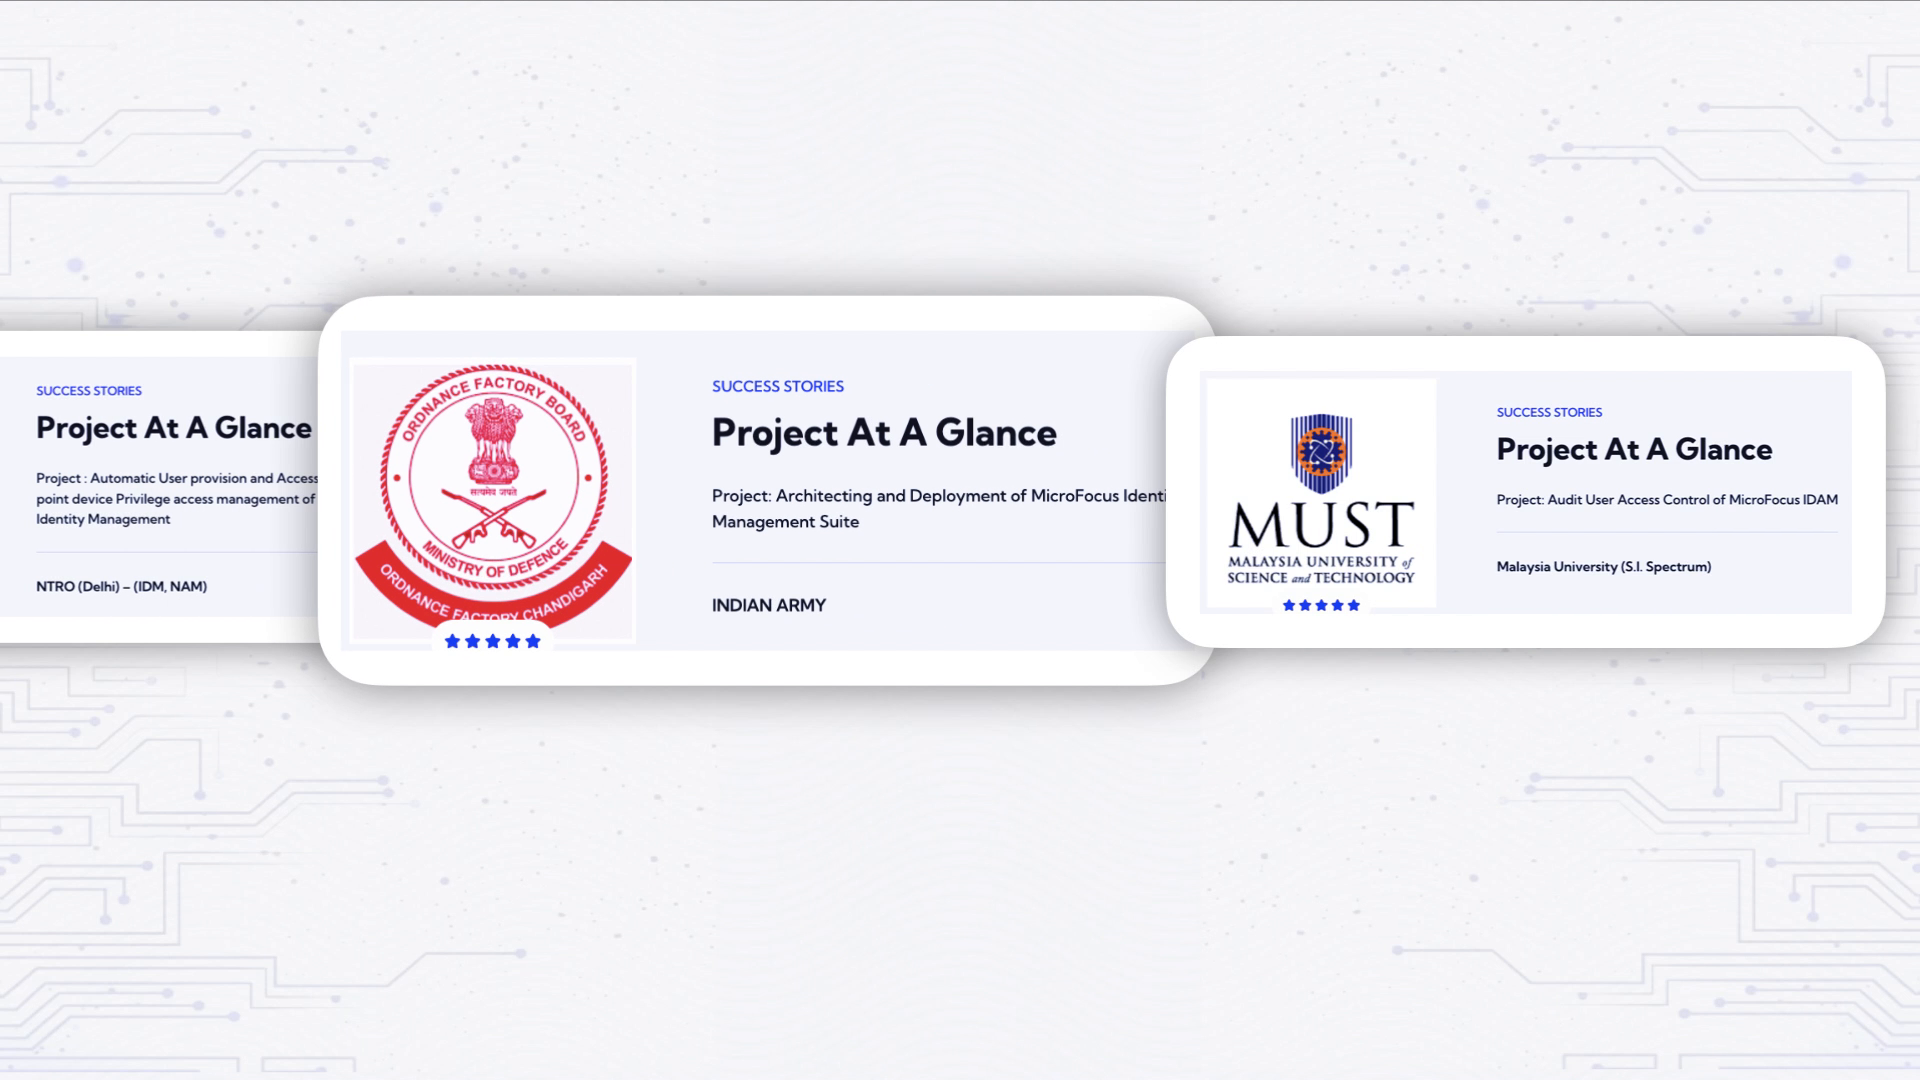 SUCCESS STORIES
Project At A Glance
Project : Automatic User provision and Access
point device Privilege access management of
Identity Management
NTRO (Delhi) – (IDM, NAM)
ORDNANCE FACTORY BOARD
सत्यमेव जयते
MINISTRY OF DEFENCE
ORDNANCE FACTORY CHANDIGARH
SUCCESS STORIES
Project At A Glance
Project: Architecting and Deployment of MicroFocus Identi
Management Suite
INDIAN ARMY
MUST
MALAYSIA UNIVERSITY of
SCIENCE and TECHNOLOGY
SUCCESS STORIES
Project At A Glance
Project: Audit User Access Control of MicroFocus IDAM
Malaysia University (S.I. Spectrum)